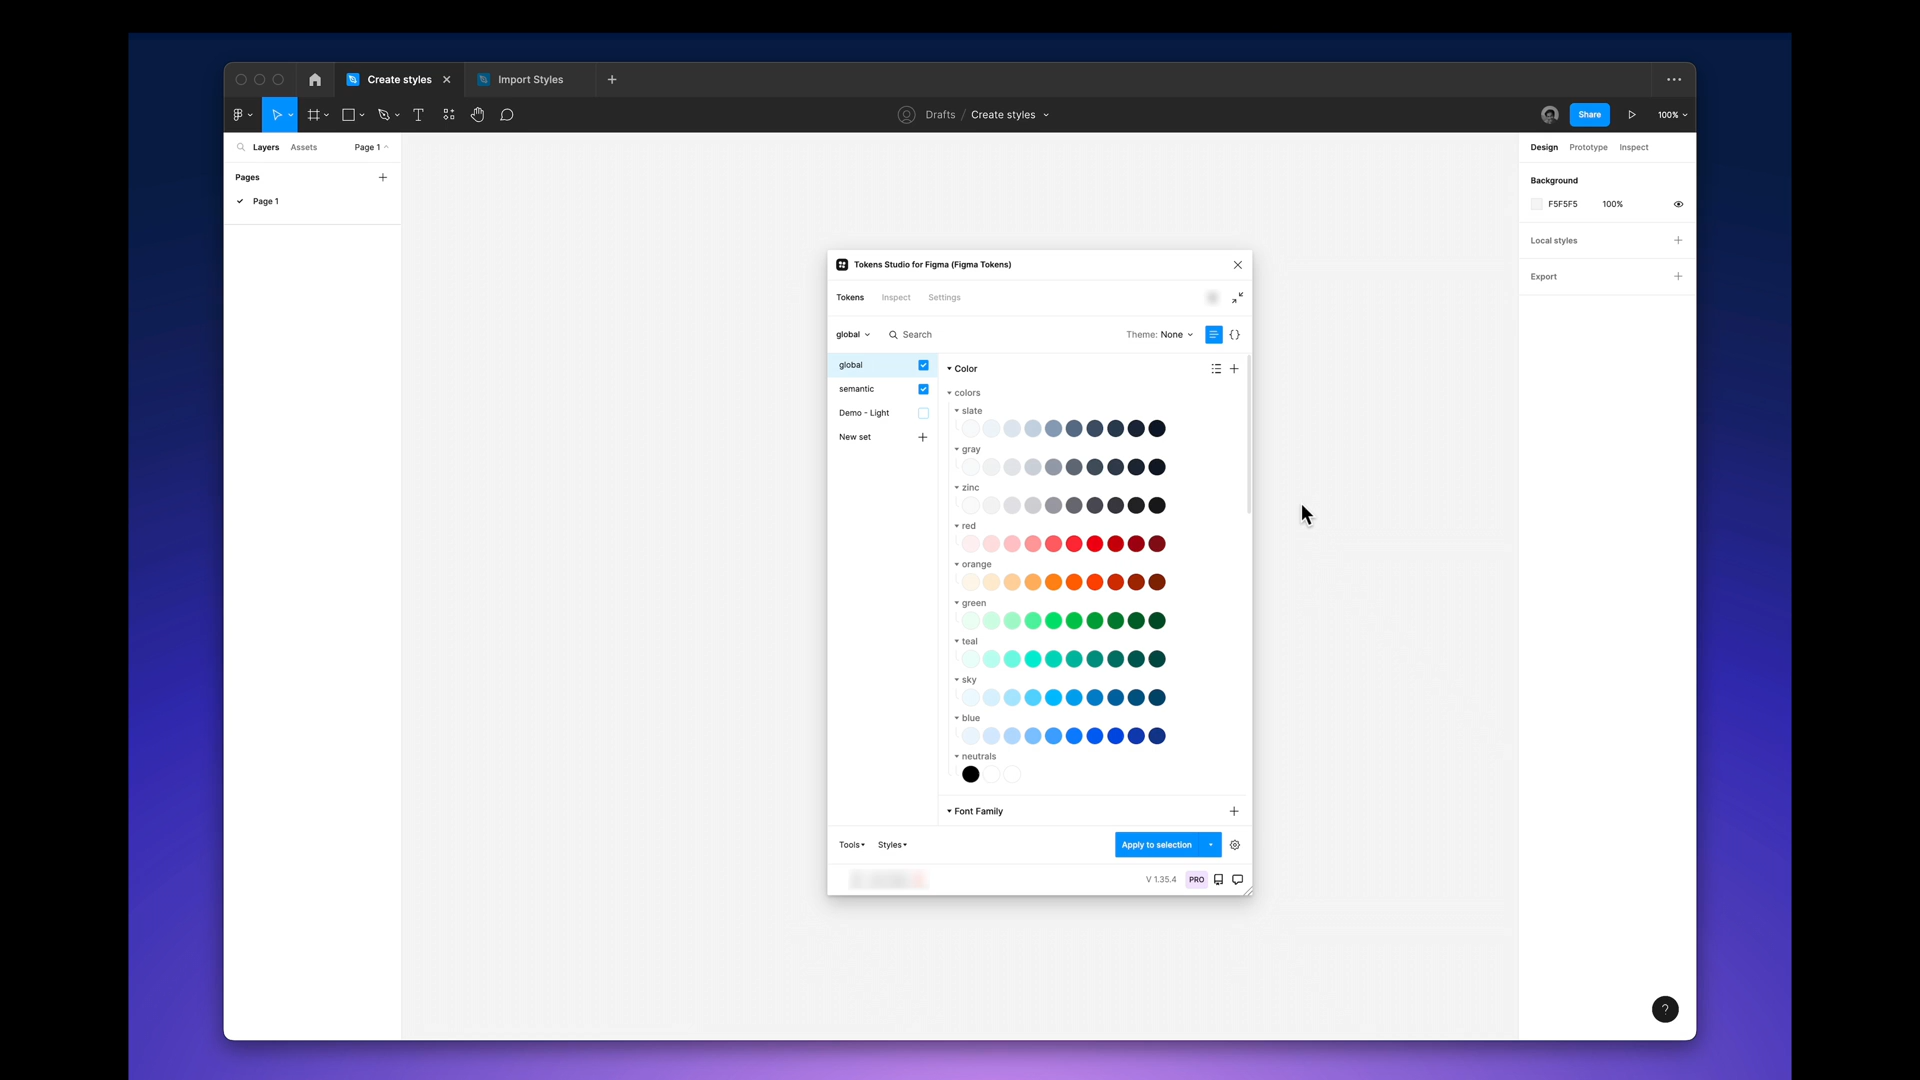 Create styles
Import Styles
Drafts / Create styles
Share
100%
Layers
Assets
Page 1
Pages
Page 1
Design
Prototype
Inspect
Background
F5F5F5
100%
Local styles
Export
Tokens Studio for Figma (Figma Tokens)
Tokens
Inspect
Settings
global
Search
Theme: None
{}
global
semantic
Demo - Light
New set
Color
colors
slate
gray
zinc
red
orange
green
teal
sky
blue
neutrals
Font Family
Tools
Styles
Apply to selection
V 1.35.4
PRO
?